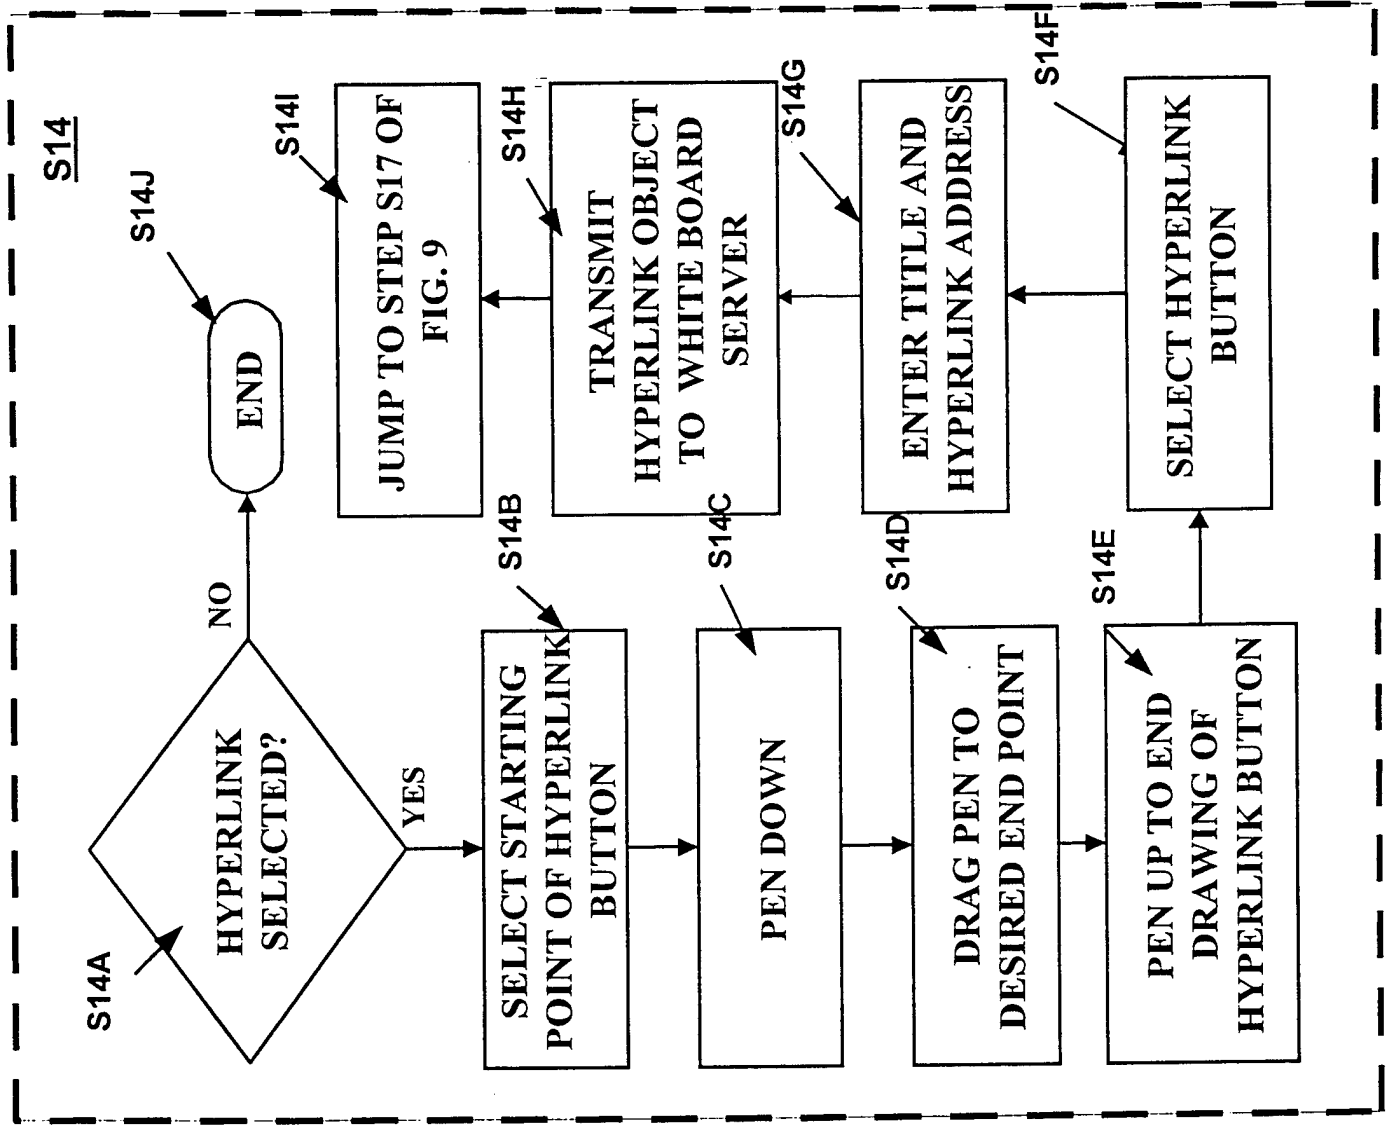 S14
S14A
HYPERLINK
SELECTED?
NO
END
S14J
YES
S14B
SELECT STARTING
POINT OF HYPERLINK
BUTTON
S14C
PEN DOWN
S14D
DRAG PEN TO
DESIRED END POINT
S14E
PEN UP TO END
DRAWING OF
HYPERLINK BUTTON
S14F
SELECT HYPERLINK
BUTTON
S14G
ENTER TITLE AND
HYPERLINK ADDRESS
S14H
TRANSMIT
HYPERLINK OBJECT
TO WHITE BOARD
SERVER
S14I
JUMP TO STEP S17 OF
FIG. 9